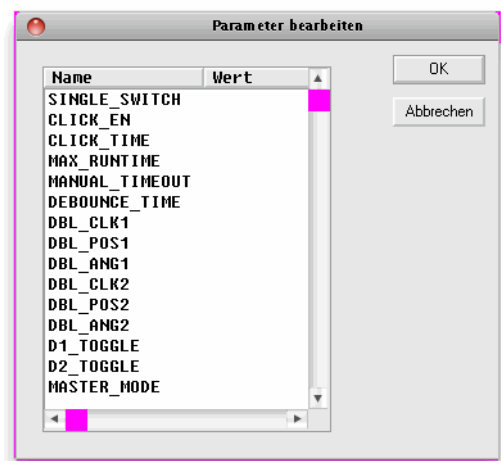 Parameter bearbeiten
Name Wert
SINGLE_SWITCH
CLICK_EN
CLICK_TIME
MAX_RUNTIME
MANUAL_TIMEOUT
DEBOUNCE_TIME
DBL_CLK1
DBL_POS1
DBL_ANG1
DBL_CLK2
DBL_POS2
DBL_ANG2
D1_TOGGLE
D2_TOGGLE
MASTER_MODE
OK
Abbrechen